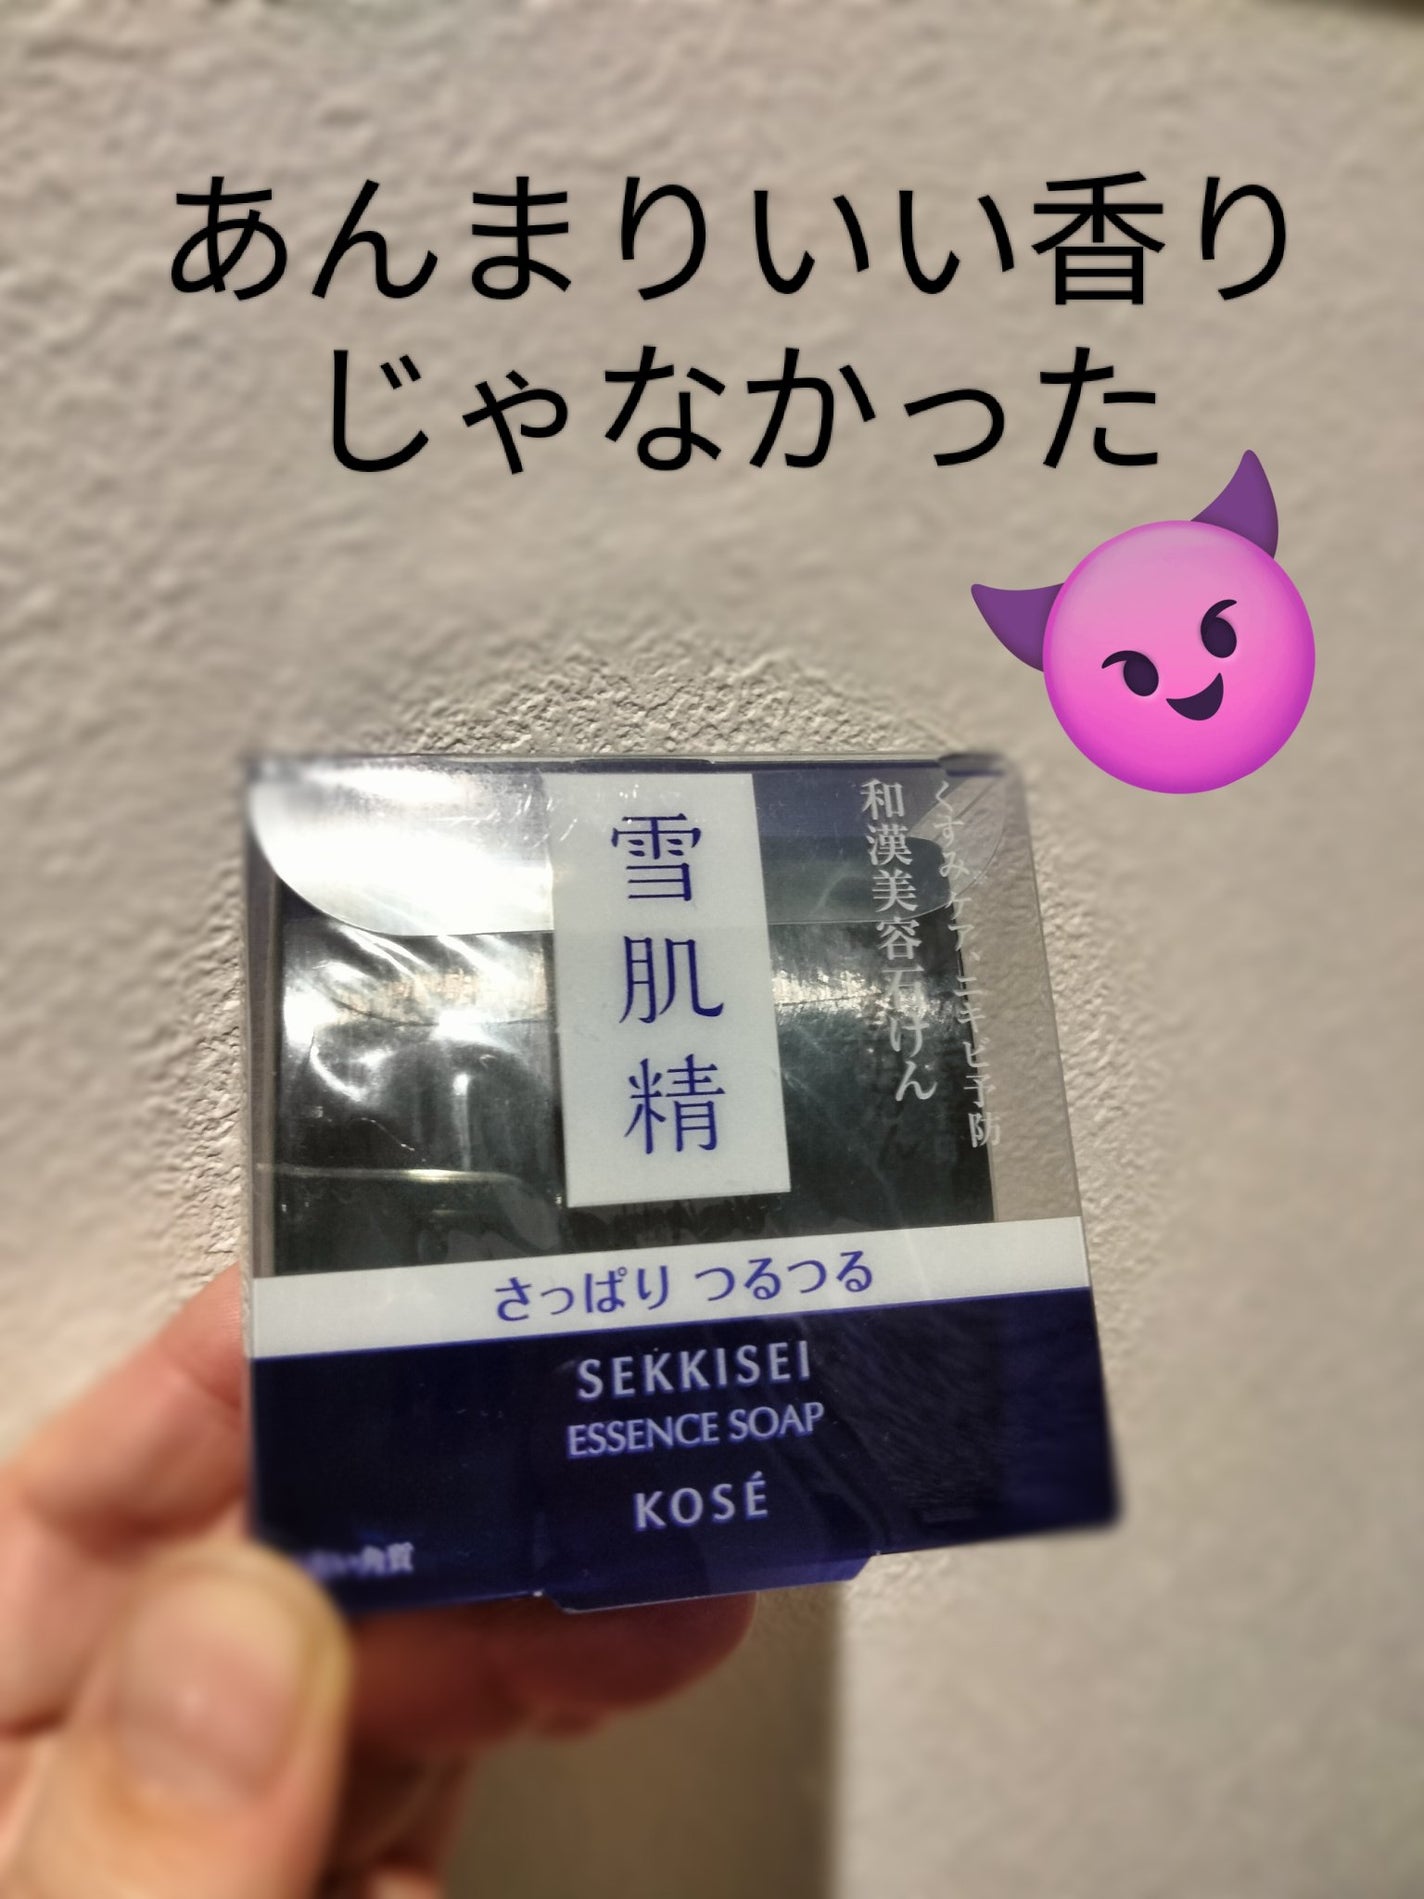 あんまりいい香り
じゃなかった
くすみケア、ニキビ予防
和漢美容石けん
雪肌精
さっぱり つるつる
SEKKISEI
ESSENCE SOAP
KOSÉ
角質